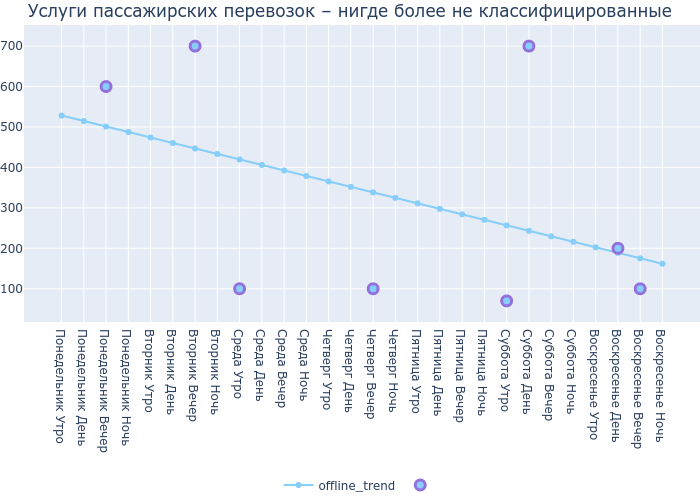 Услуги пассажирских перевозок – нигде более не классифицированные
700
600
500
400
300
200
100
Понедельник Утро
Понедельник День
Понедельник Вечер
Понедельник Ночь
Вторник Утро
Вторник День
Вторник Вечер
Вторник Ночь
Среда Утро
Среда День
Среда Вечер
Среда Ночь
Четверг Утро
Четверг День
Четверг Вечер
Четверг Ночь
Пятница Утро
Пятница День
Пятница Вечер
Пятница Ночь
Суббота Утро
Суббота День
Суббота Вечер
Суббота Ночь
Воскресенье Утро
Воскресенье День
Воскресенье Вечер
Воскресенье Ночь
offline_trend